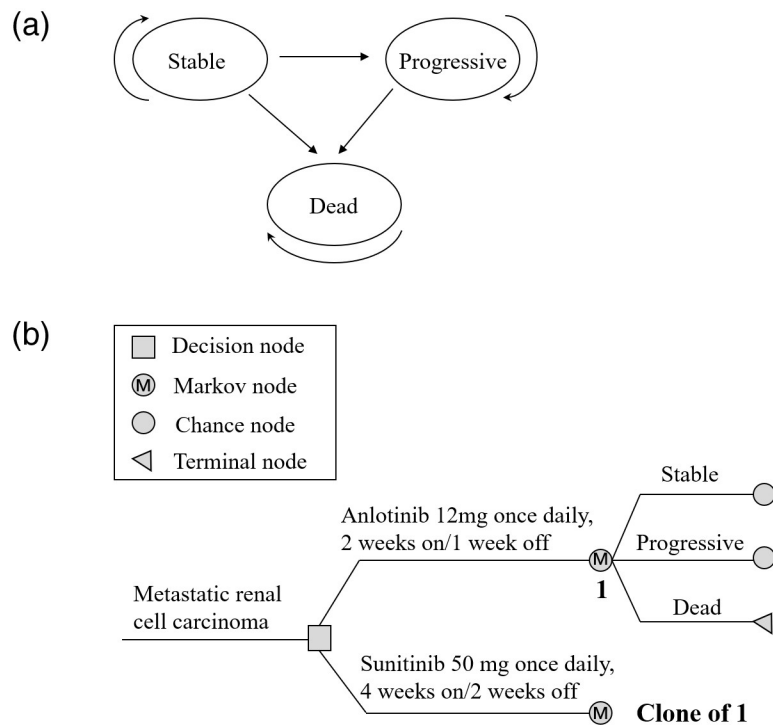 (a)
Stable
Progressive
Dead
(b)
Decision node
M Markov node
Chance node
Terminal node
Anlotinib 12mg once daily,
2 weeks on/1 week off
Stable
Progressive
Dead
M
1
Metastatic renal
cell carcinoma
Sunitinib 50 mg once daily,
4 weeks on/2 weeks off
M
Clone of 1